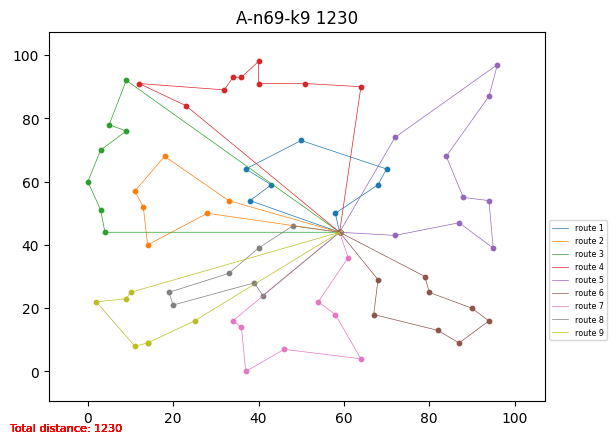 A-n69-k9 1230
100
80
60
40
20
0
0 20 40 60 80 100
route 1
route 2
route 3
route 4
route 5
route 6
route 7
route 8
route 9
Total distance: 1230